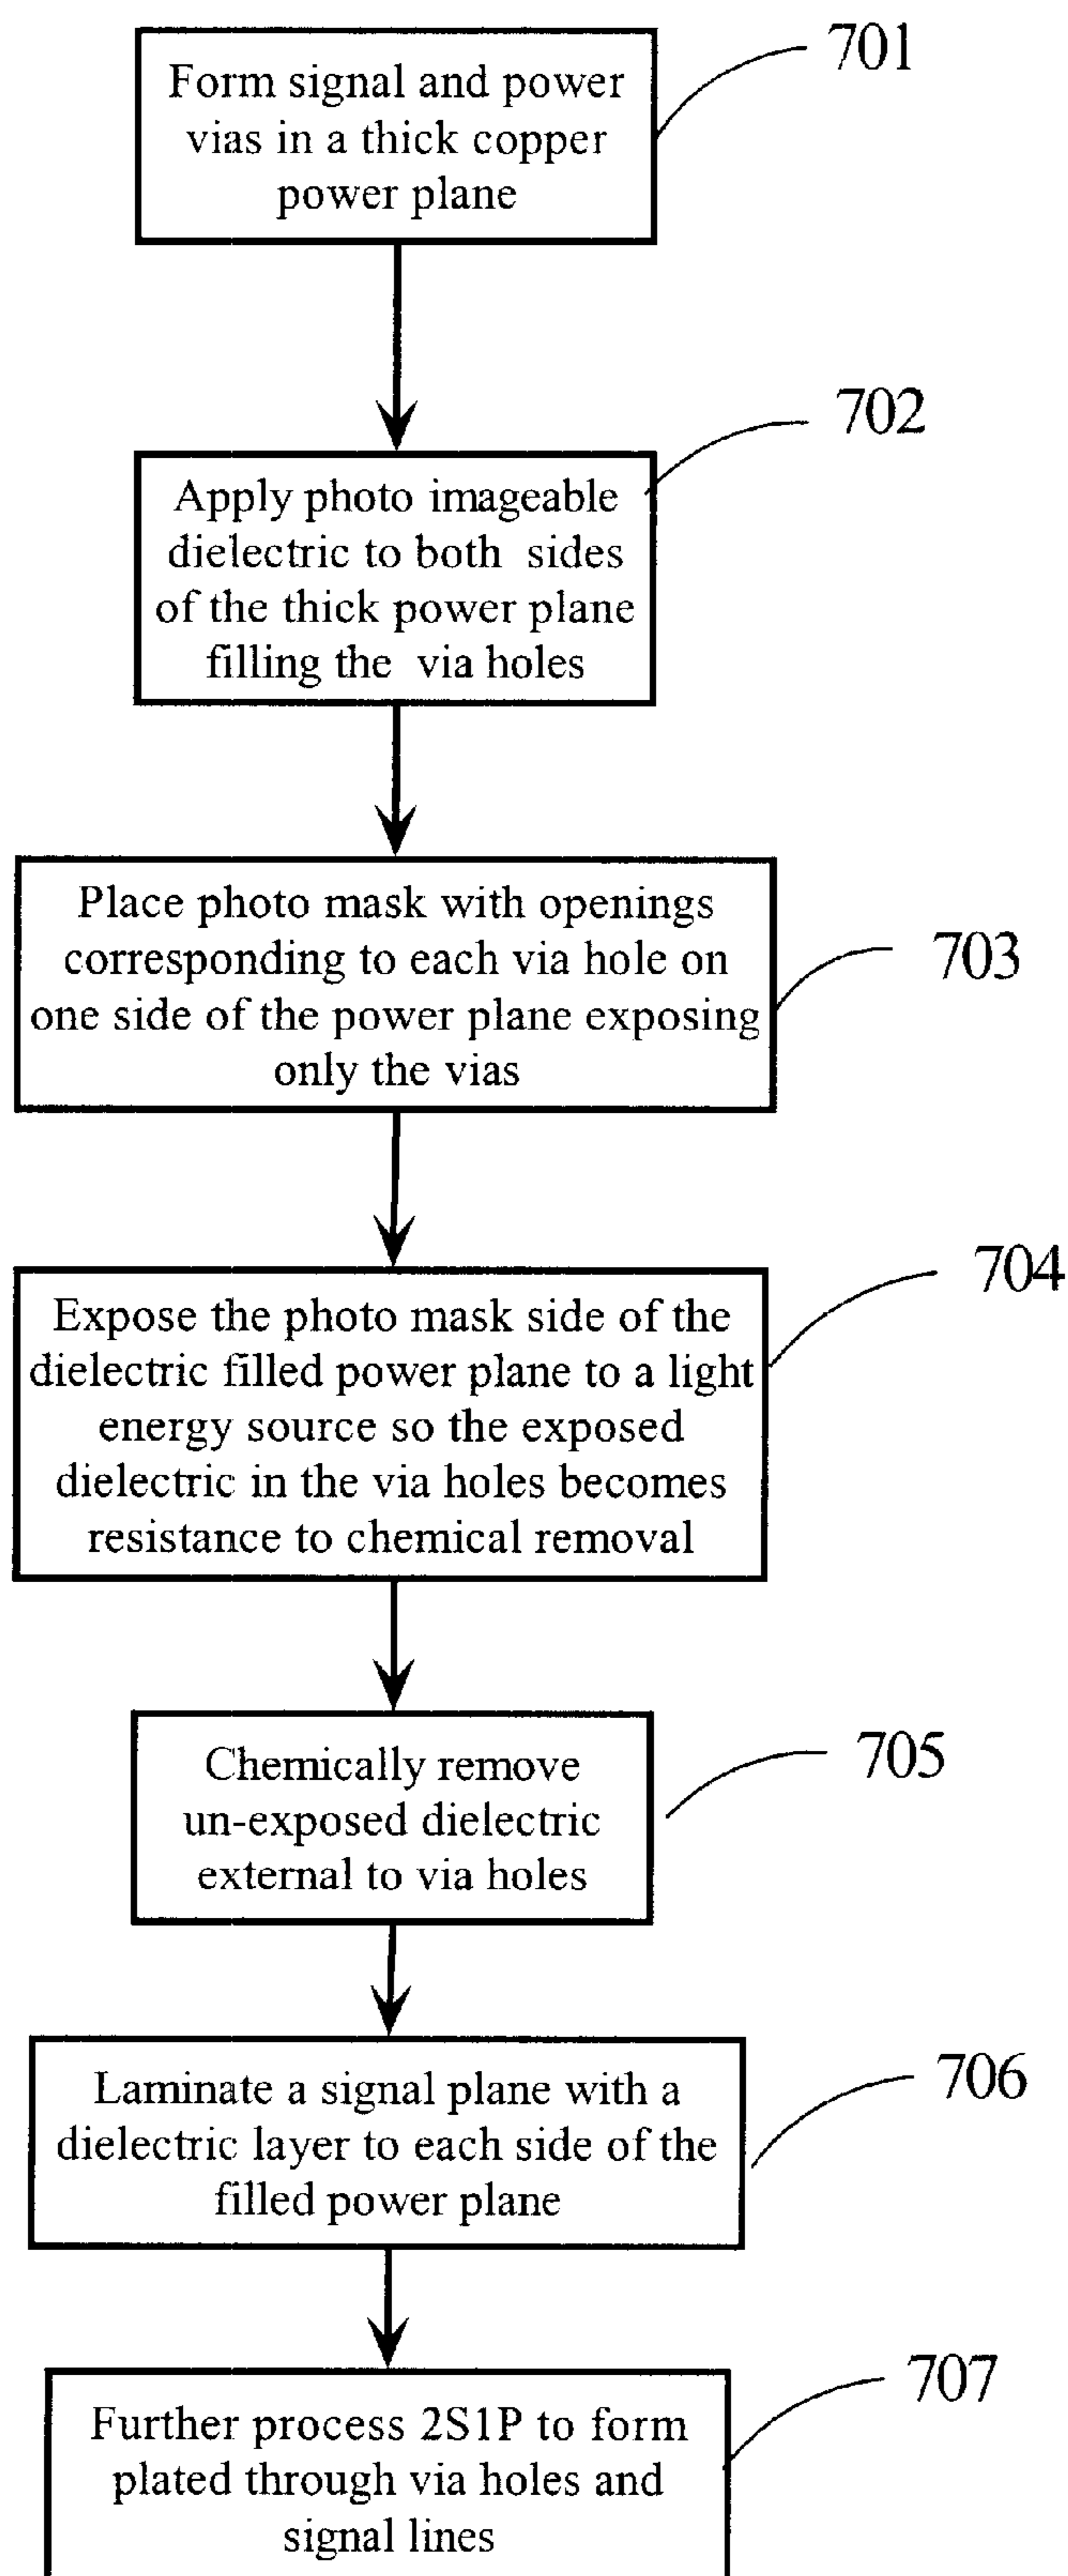 701
Form signal and power
vias in a thick copper
power plane
702
Apply photo imageable
dielectric to both sides
of the thick power plane
filling the via holes
Place photo mask with openings
corresponding to each via hole on
one side of the power plane exposing
only the vias
703
704
Expose the photo mask side of the
dielectric filled power plane to a light
energy source so the exposed
dielectric in the via holes becomes
resistance to chemical removal
705
Chemically remove
un-exposed dielectric
external to via holes
706
Laminate a signal plane with a
dielectric layer to each side of the
filled power plane
707
Further process 2S1P to form
plated through via holes and
signal lines